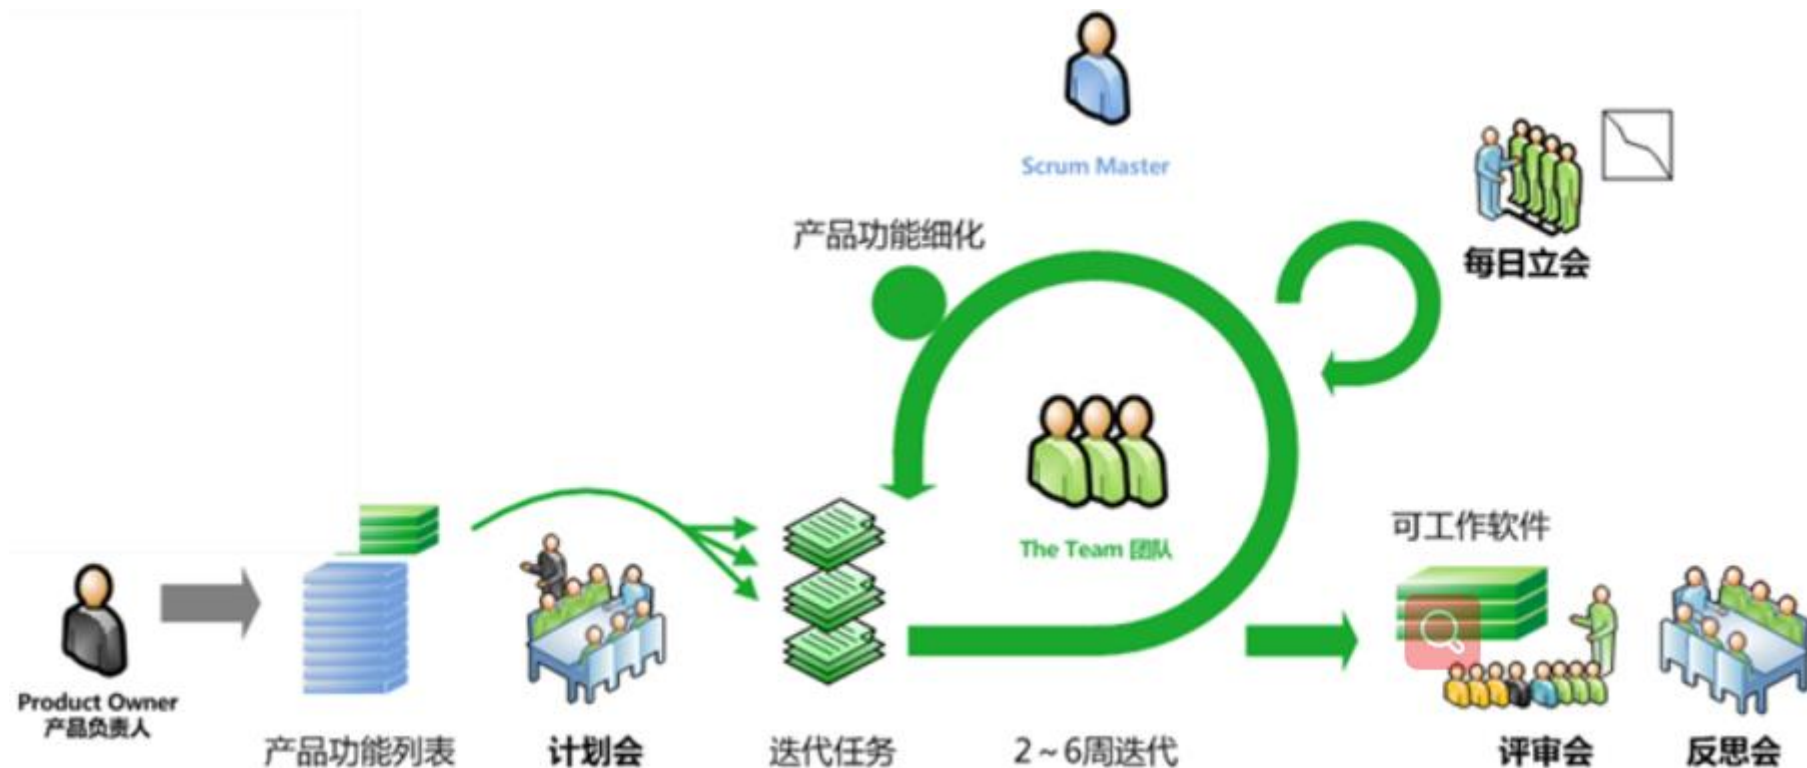 Scrum Master
产品功能细化
每日立会
The Team 团队
可工作软件
Product Owner
产品负责人
产品功能列表
计划会
迭代任务
2~6周迭代
评审会
反思会